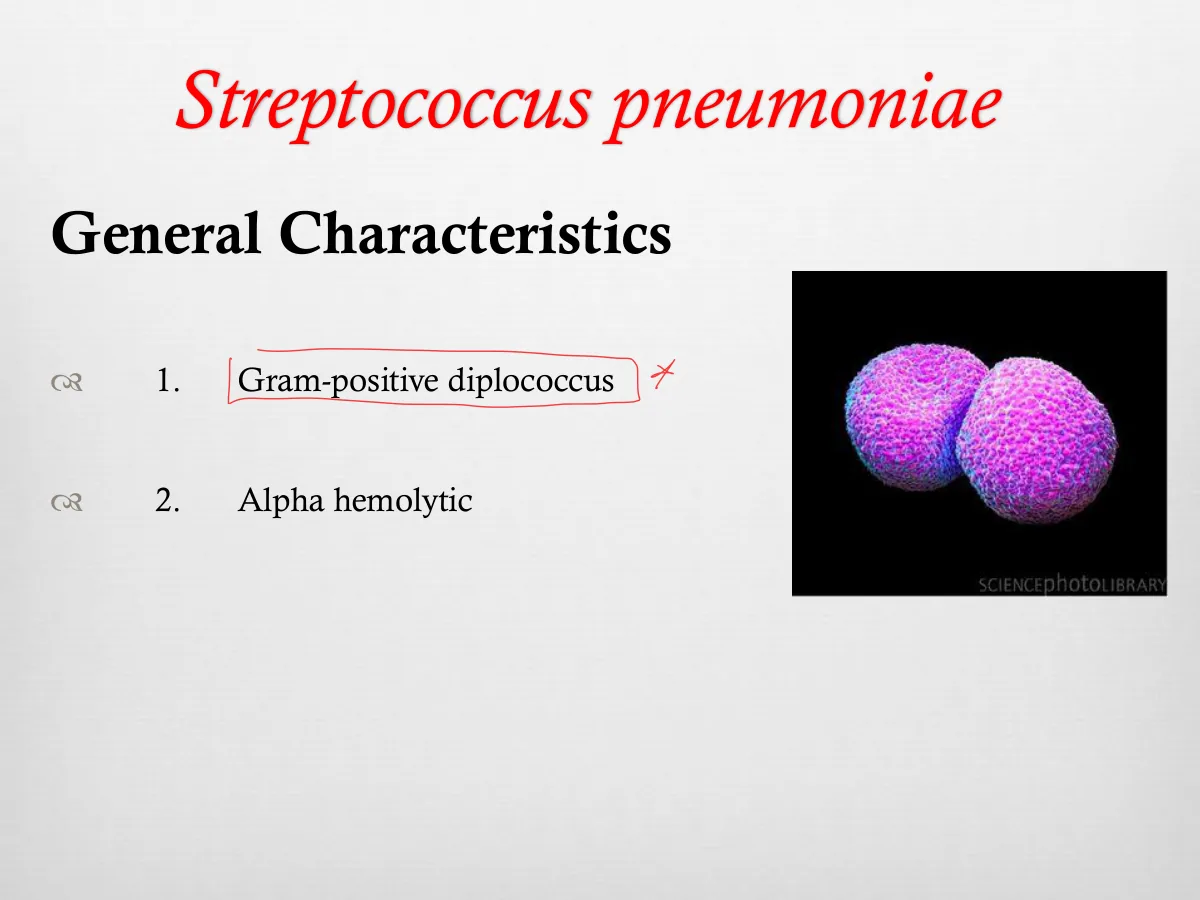 Streptococcus pneumoniae
General Characteristics
1. Gram-positive diplococcus *
2. Alpha hemolytic
SCIENCEphotoLIBRARY